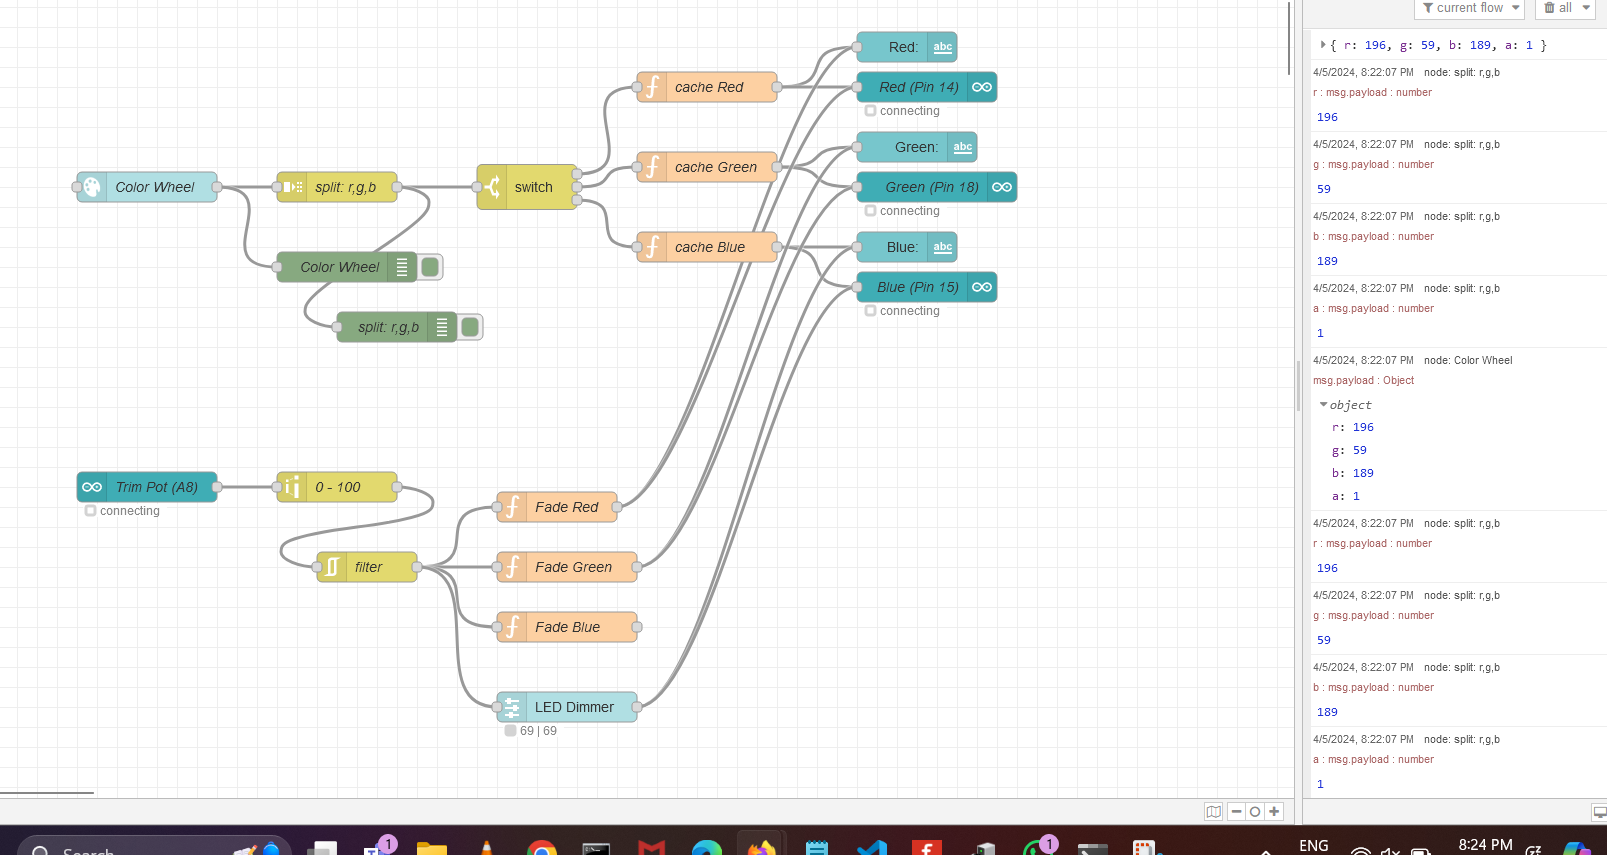 current flow
all
{ r: 196, g: 59, b: 189, a: 1 }
4/5/2024, 8:22:07 PM node: split: r,g,b
r : msg.payload : number
196
4/5/2024, 8:22:07 PM node: split: r,g,b
g : msg.payload : number
59
4/5/2024, 8:22:07 PM node: split: r,g,b
b : msg.payload : number
189
4/5/2024, 8:22:07 PM node: split: r,g,b
a : msg.payload : number
1
4/5/2024, 8:22:07 PM node: Color Wheel
msg.payload : Object
object
r: 196
g: 59
b: 189
a: 1
4/5/2024, 8:22:07 PM node: split: r,g,b
r : msg.payload : number
196
4/5/2024, 8:22:07 PM node: split: r,g,b
g : msg.payload : number
59
4/5/2024, 8:22:07 PM node: split: r,g,b
b : msg.payload : number
189
4/5/2024, 8:22:07 PM node: split: r,g,b
a : msg.payload : number
1
Red: abc
cache Red
Red (Pin 14)
connecting
Green: abc
cache Green
Color Wheel
split: r,g,b
switch
Green (Pin 18)
connecting
cache Blue
Blue: abc
Color Wheel
Blue (Pin 15)
connecting
split: r,g,b
Trim Pot (A8)
connecting
0 - 100
Fade Red
filter
Fade Green
Fade Blue
LED Dimmer
69 | 69
Search
1
1
ENG
8:24 PM